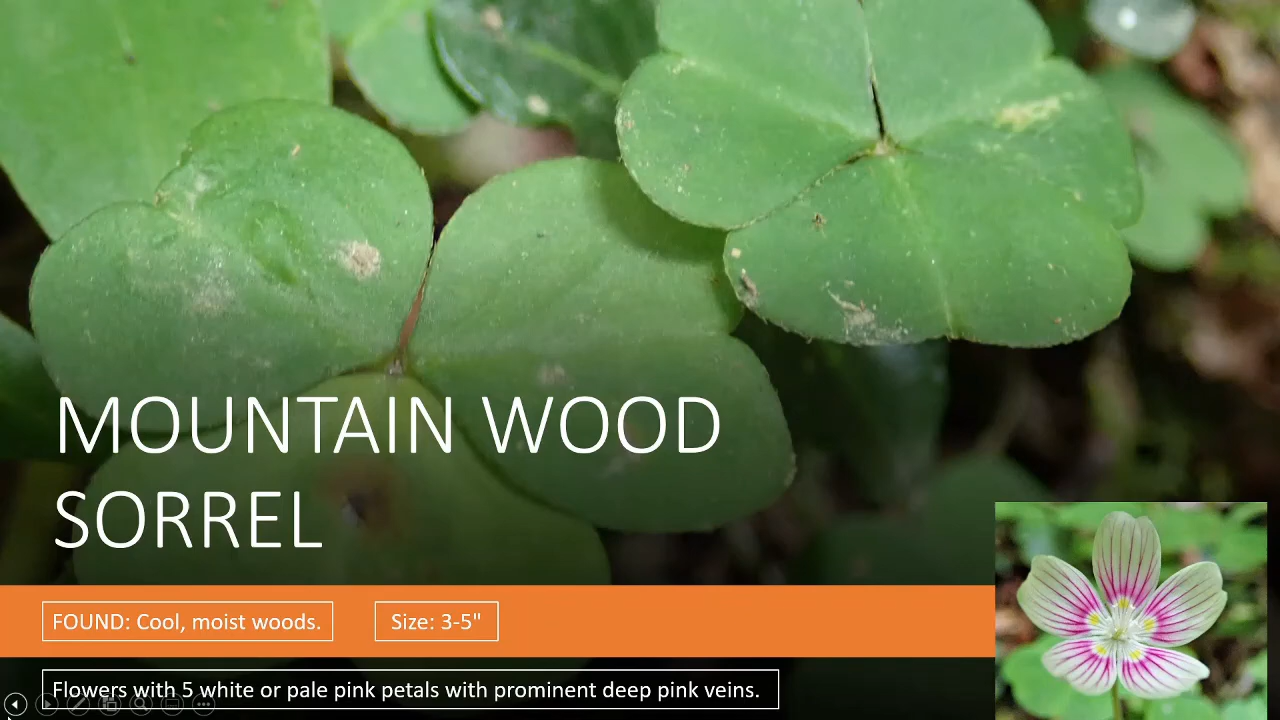 MOUNTAIN WOOD
SORREL
FOUND: Cool, moist woods.
Size: 3-5"
Flowers with 5 white or pale pink petals with prominent deep pink veins.